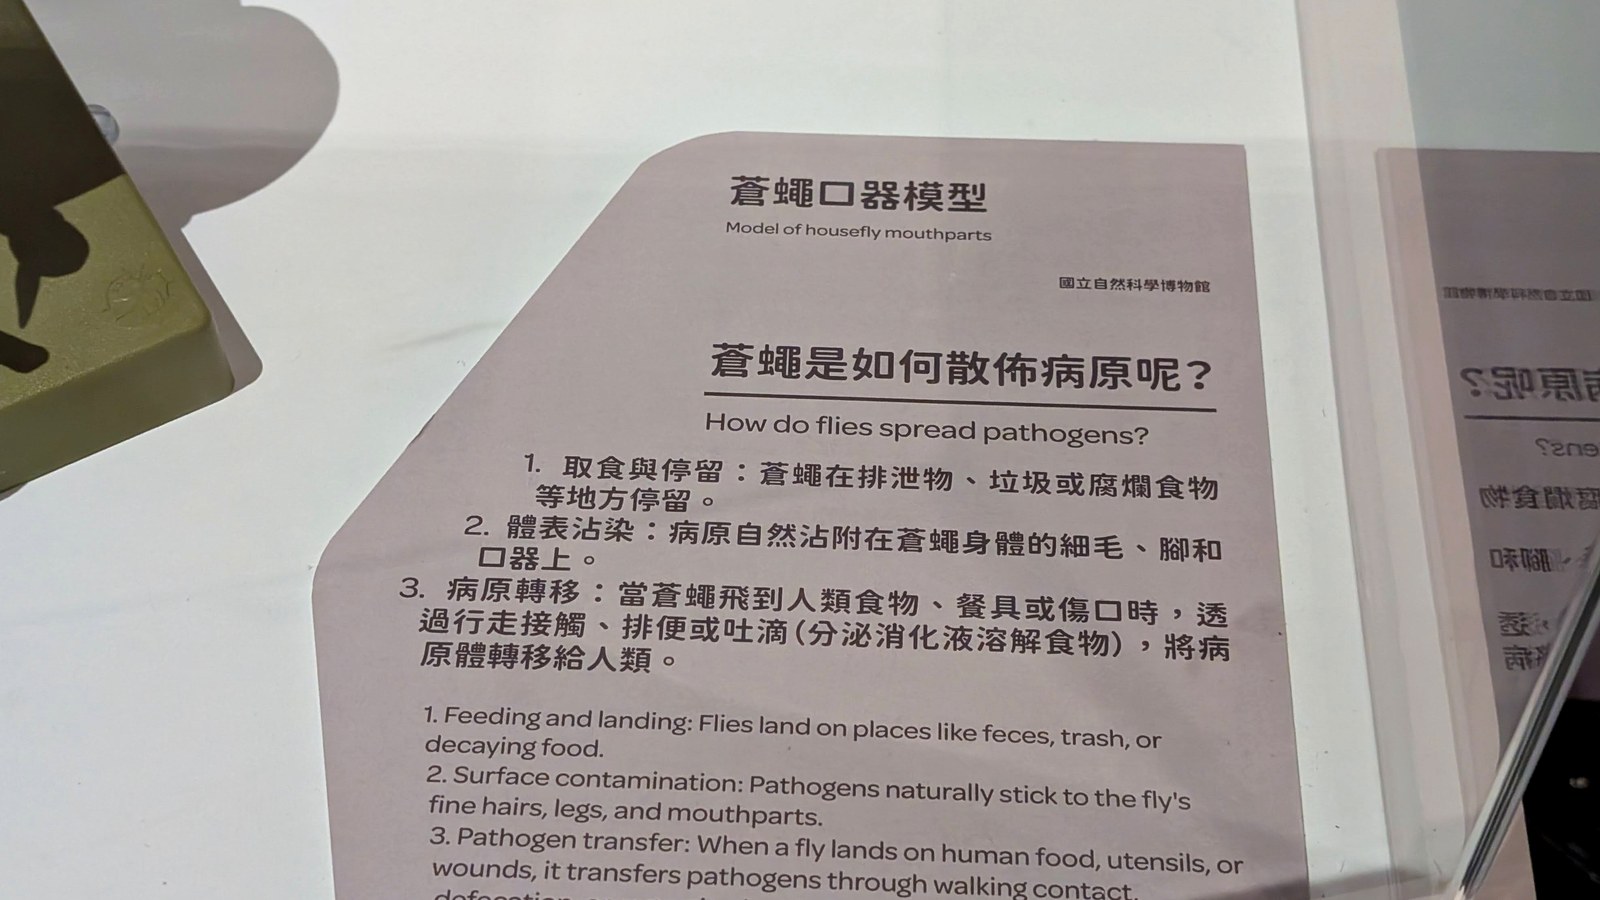 蒼蠅口器模型
Model of housefly mouthparts
國立自然科學博物館
蒼蠅是如何散佈病原呢？
How do flies spread pathogens?
1. 取食與停留：蒼蠅在排泄物、垃圾或腐爛食物
等地方停留。
2. 體表沾染：病原自然沾附在蒼蠅身體的細毛、腳和
口器上。
3. 病原轉移：當蒼蠅飛到人類食物、餐具或傷口時，透
過行走接觸、排便或吐滴（分泌消化液溶解食物），將病
原體轉移給人類。
1. Feeding and landing: Flies land on places like feces, trash, or
decaying food.
2. Surface contamination: Pathogens naturally stick to the fly's
fine hairs, legs, and mouthparts.
3. Pathogen transfer: When a fly lands on human food, utensils, or
wounds, it transfers pathogens through walking contact,